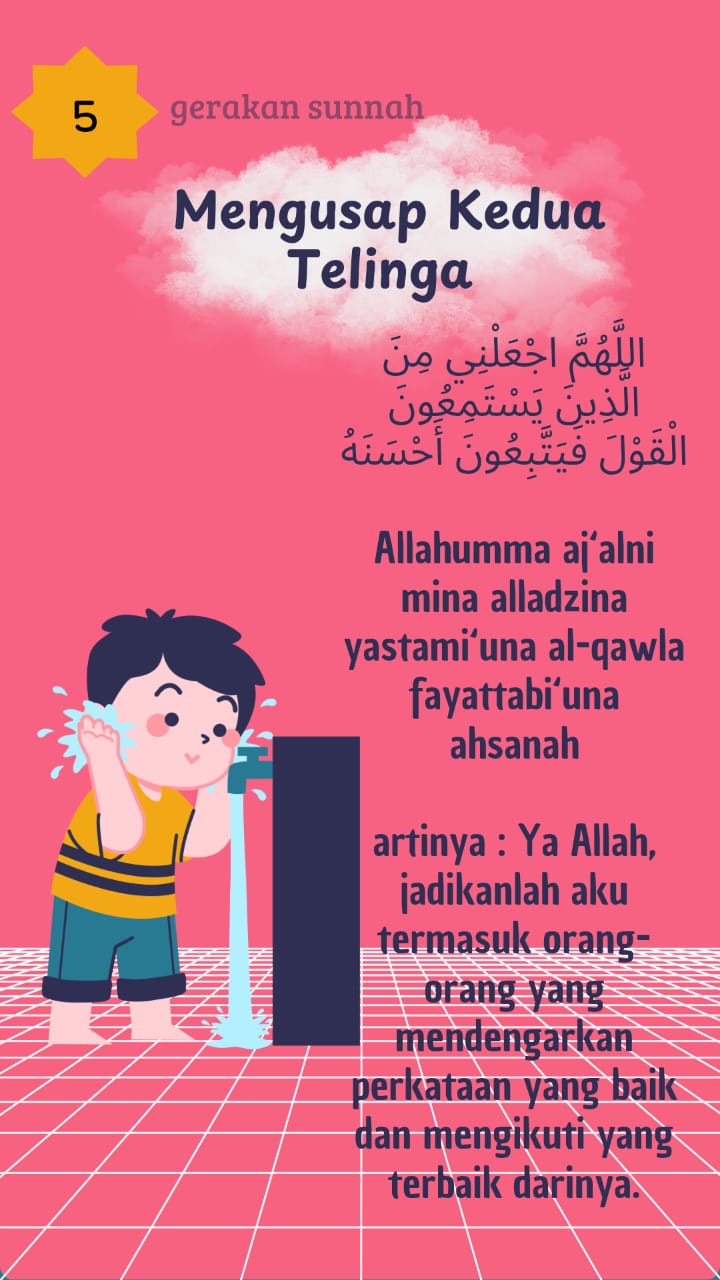 5
gerakan sunnah
Mengusap Kedua
Telinga
اللَّهُمَّ اجْعَلْنِي مِنَ
الَّذِينَ يَسْتَمِعُونَ
الْقَوْلَ فَيَتَّبِعُونَ أَحْسَنَهُ
Allahumma aj‘alni
mina alladzina
yastami‘una al-qawla
fayattabi‘una
ahsanah
artinya : Ya Allah,
jadikanlah aku
termasuk orang-
orang yang
mendengarkan
perkataan yang baik
dan mengikuti yang
terbaik darinya.